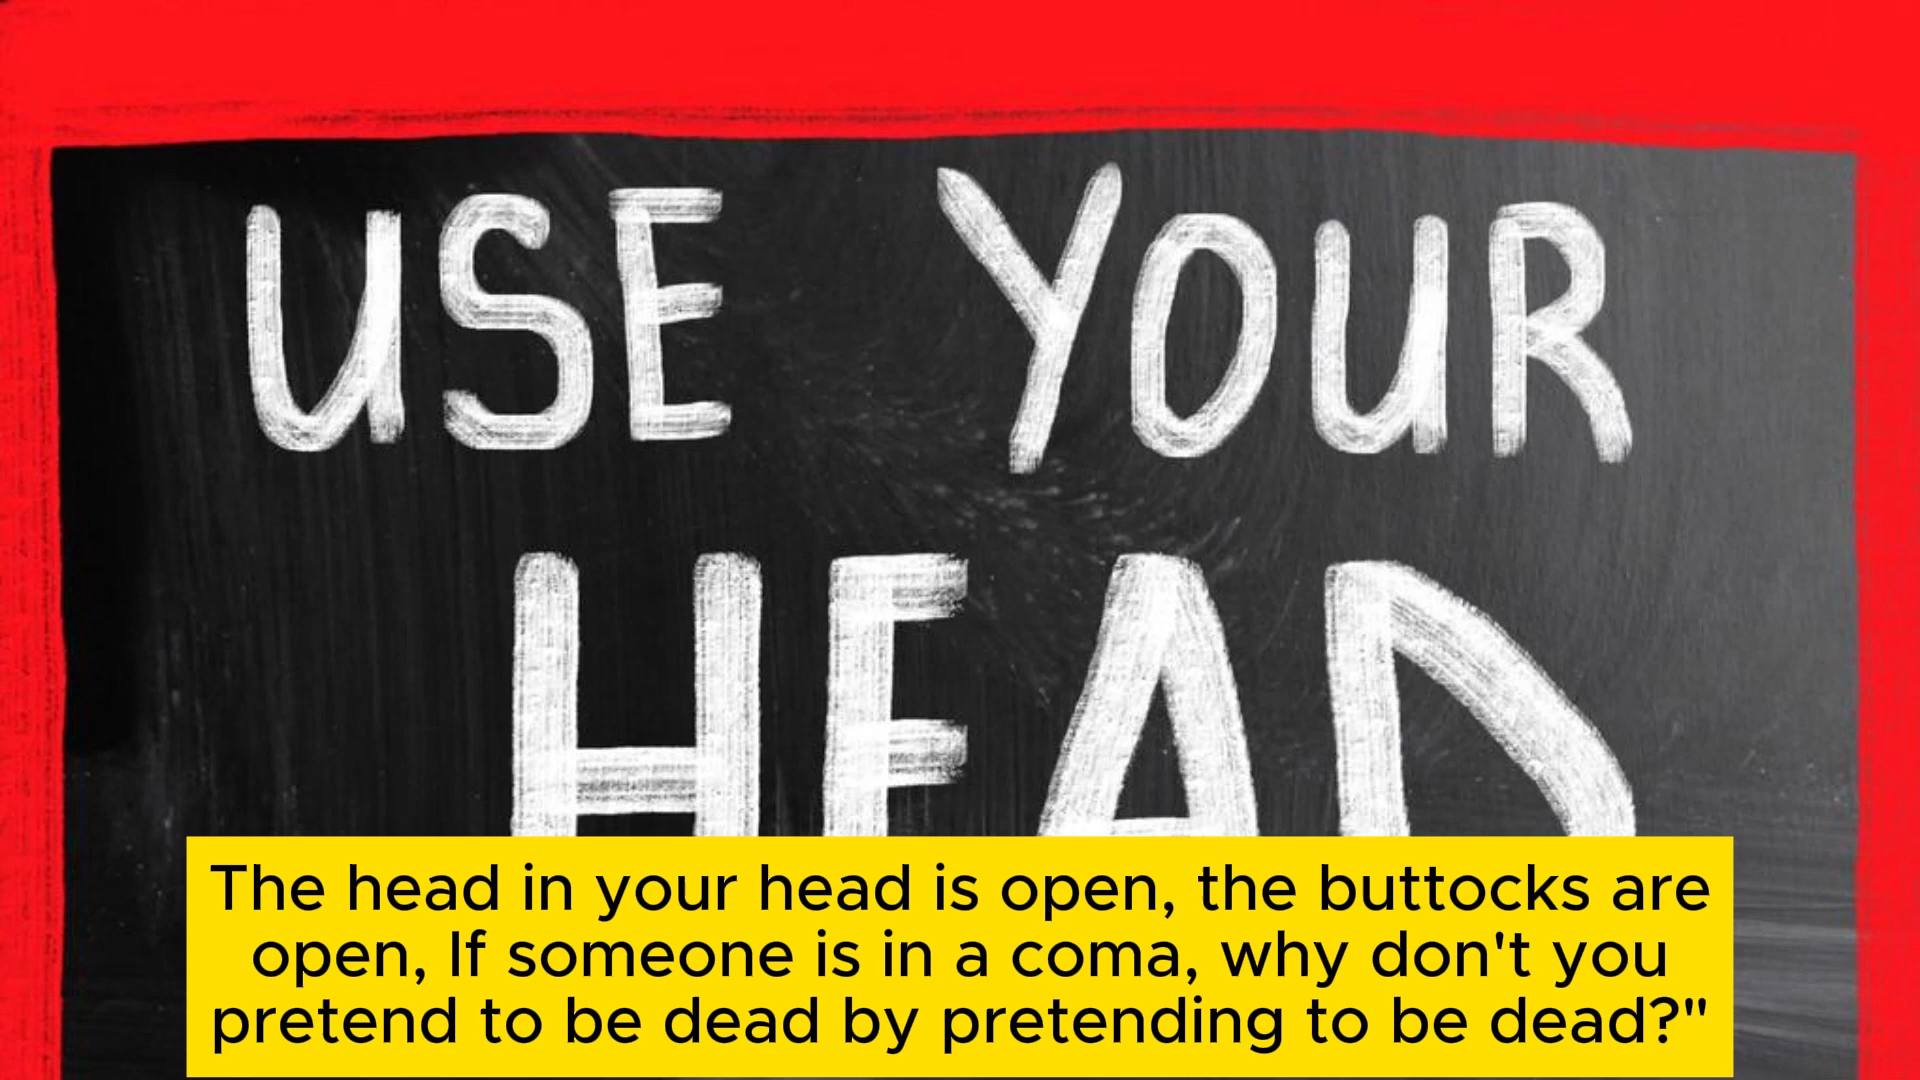 USE YOUR
HEAD
The head in your head is open, the buttocks are
open, If someone is in a coma, why don't you
pretend to be dead by pretending to be dead?"